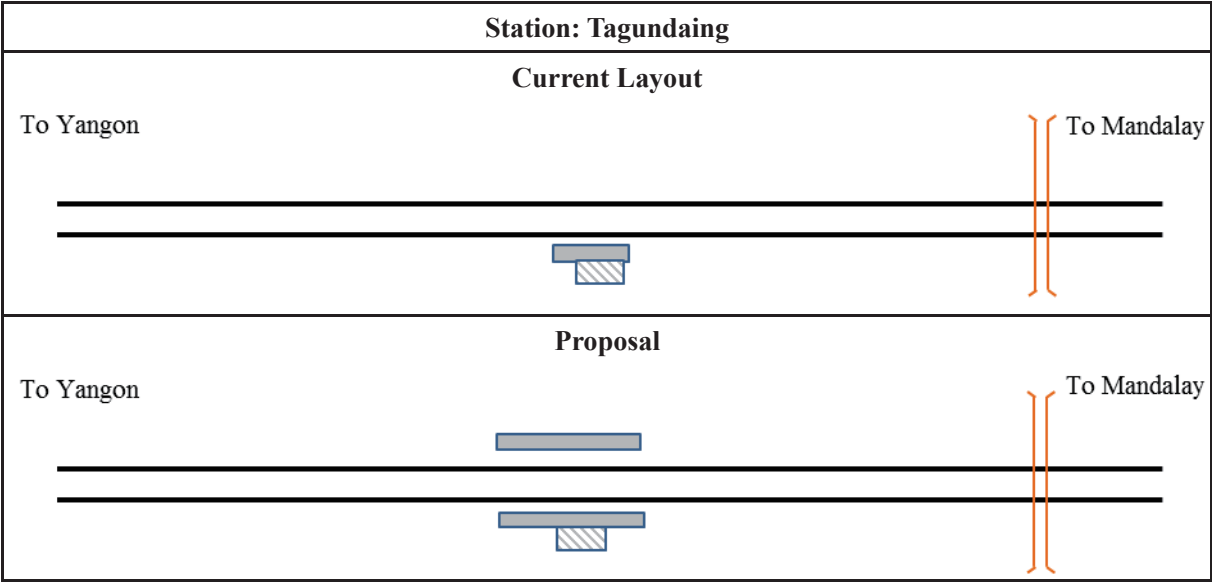 Station: Tagundaing
Current Layout
To Yangon
To Mandalay
Proposal
To Yangon
To Mandalay